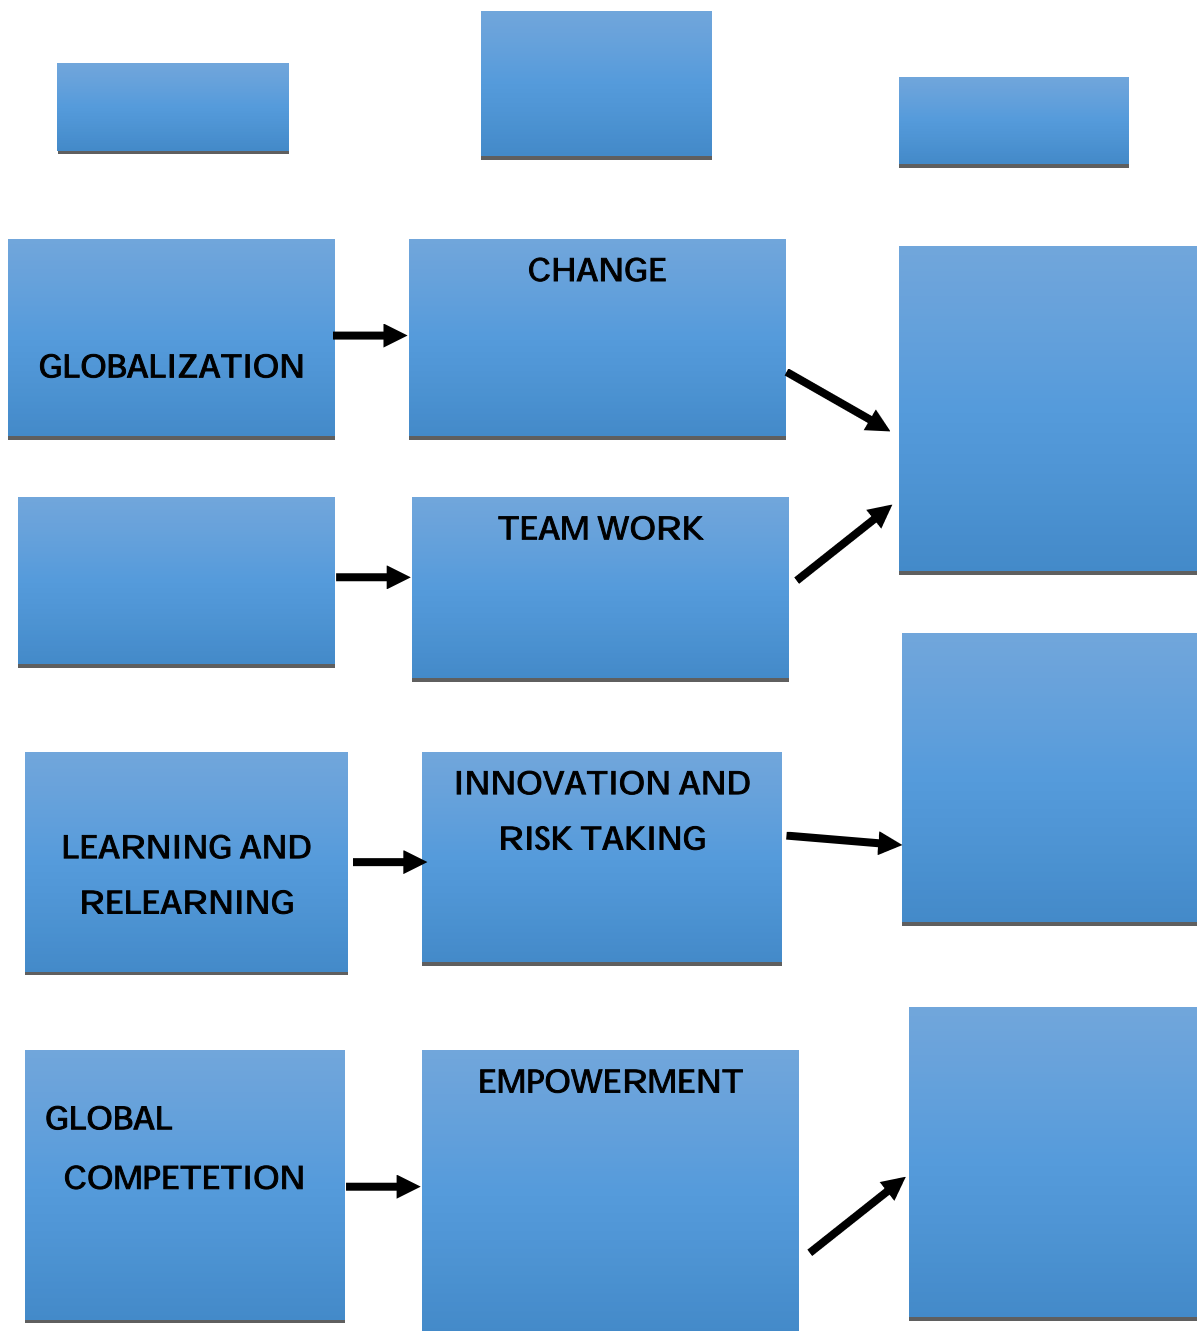 CHANGE
GLOBALIZATION
TEAM WORK
INNOVATION AND
RISK TAKING
LEARNING AND
RELEARNING
EMPOWERMENT
GLOBAL
COMPETETION